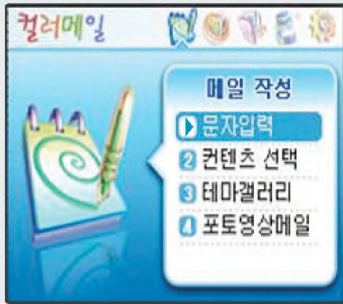 컬러메일
메일 작성
문자입력
2 컨텐츠 선택
3 테마갤러리
4 포토영상메일